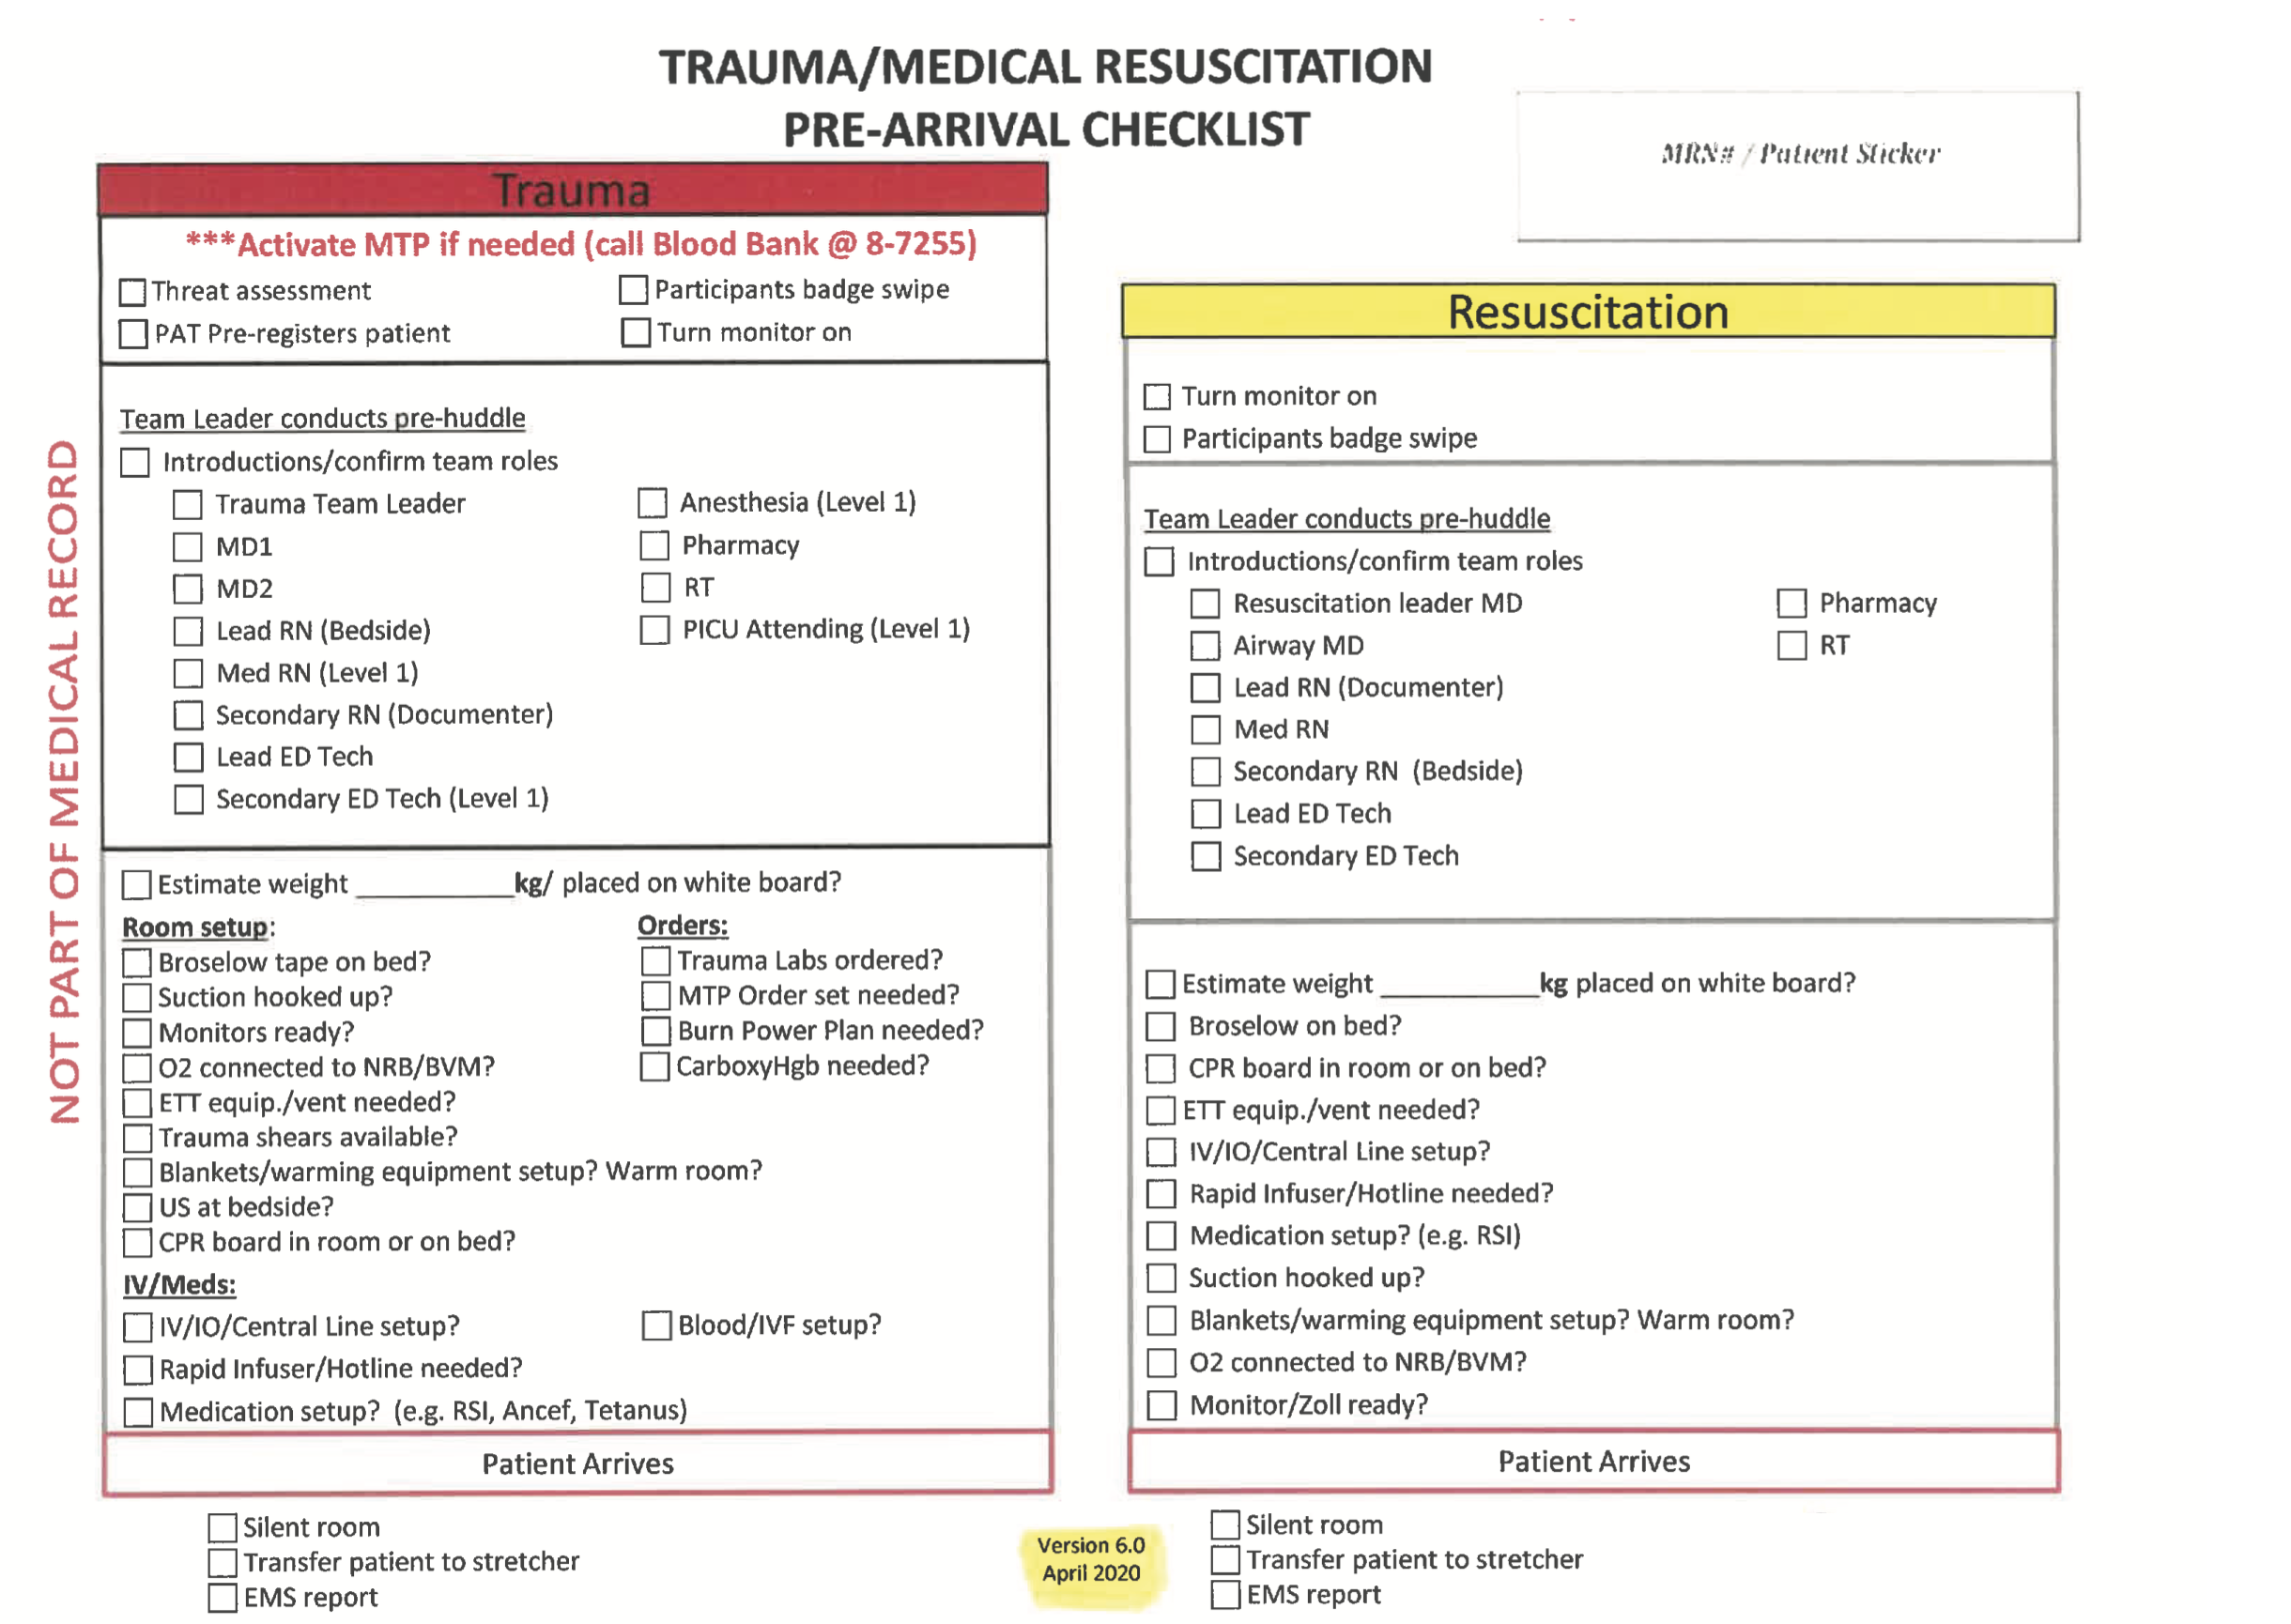 TRAUMA/MEDICAL RESUSCITATION
PRE-ARRIVAL CHECKLIST
MRN# / Patient Sticker
NOT PART OF MEDICAL RECORD
Trauma
***Activate MTP if needed (call Blood Bank @ 8-7255)
Threat assessment
Participants badge swipe
PAT Pre-registers patient
Turn monitor on
Team Leader conducts pre-huddle
Introductions/confirm team roles
Trauma Team Leader
MD1
MD2
Lead RN (Bedside)
Med RN (Level 1)
Secondary RN (Documenter)
Lead ED Tech
Secondary ED Tech (Level 1)
Anesthesia (Level 1)
Pharmacy
RT
PICU Attending (Level 1)
Estimate weight __________kg/ placed on white board?
Room setup:
Broselow tape on bed?
Suction hooked up?
Monitors ready?
O2 connected to NRB/BVM?
ETT equip./vent needed?
Trauma shears available?
Blankets/warming equipment setup? Warm room?
US at bedside?
CPR board in room or on bed?
Orders:
Trauma Labs ordered?
MTP Order set needed?
Burn Power Plan needed?
CarboxyHgb needed?
IV/Meds:
IV/IO/Central Line setup?
Blood/IVF setup?
Rapid Infuser/Hotline needed?
Medication setup? (e.g. RSI, Ancef, Tetanus)
Patient Arrives
Silent room
Transfer patient to stretcher
EMS report
Resuscitation
Turn monitor on
Participants badge swipe
Team Leader conducts pre-huddle
Introductions/confirm team roles
Resuscitation leader MD
Airway MD
Lead RN (Documenter)
Med RN
Secondary RN (Bedside)
Lead ED Tech
Secondary ED Tech
Pharmacy
RT
Estimate weight __________kg placed on white board?
Broselow on bed?
CPR board in room or on bed?
ETT equip./vent needed?
IV/IO/Central Line setup?
Rapid Infuser/Hotline needed?
Medication setup? (e.g. RSI)
Suction hooked up?
Blankets/warming equipment setup? Warm room?
O2 connected to NRB/BVM?
Monitor/Zoll ready?
Patient Arrives
Silent room
Transfer patient to stretcher
EMS report
Version 6.0
April 2020